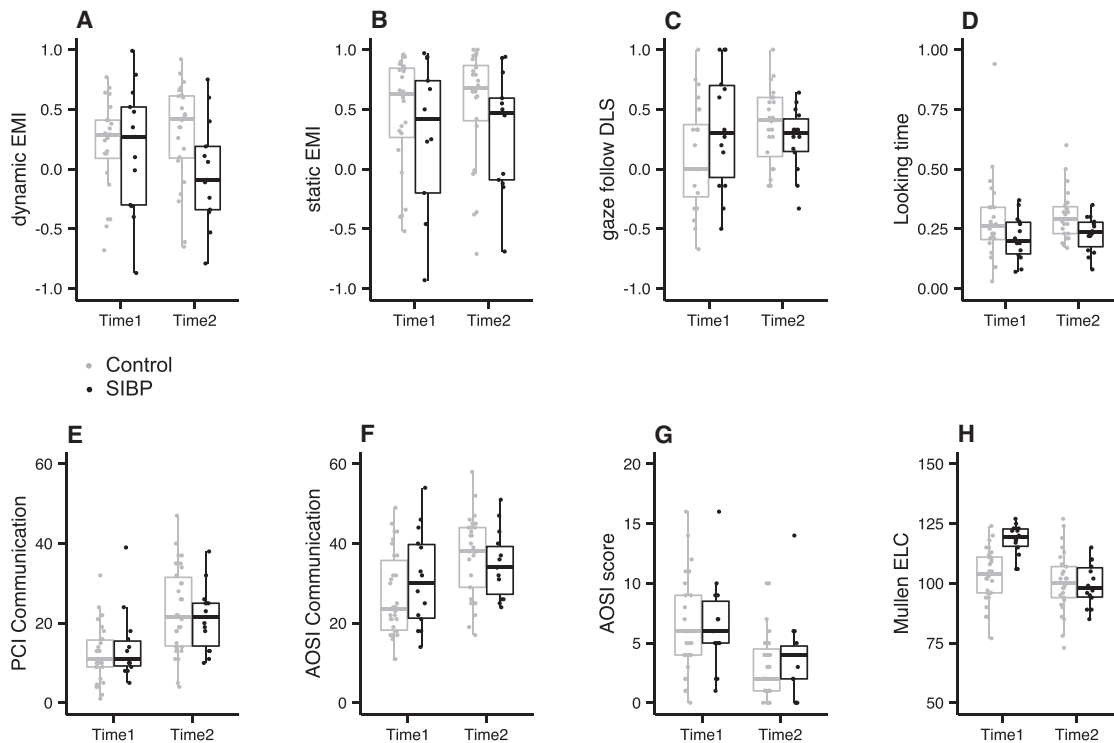 A
B
C
D
dynamic EMI
1.0
0.5
0.0
-0.5
-1.0
Time1 Time2
static EMI
1.0
0.5
0.0
-0.5
-1.0
Time1 Time2
gaze follow DLS
1.0
0.5
0.0
-0.5
-1.0
Time1 Time2
Looking time
1.00
0.75
0.50
0.25
0.00
Time1 Time2
Control
SIBP
E
F
G
H
PCI Communication
60
40
20
0
Time1 Time2
AOSI Communication
60
40
20
0
Time1 Time2
AOSI score
20
15
10
5
0
Time1 Time2
Mullen ELC
150
125
100
75
50
Time1 Time2